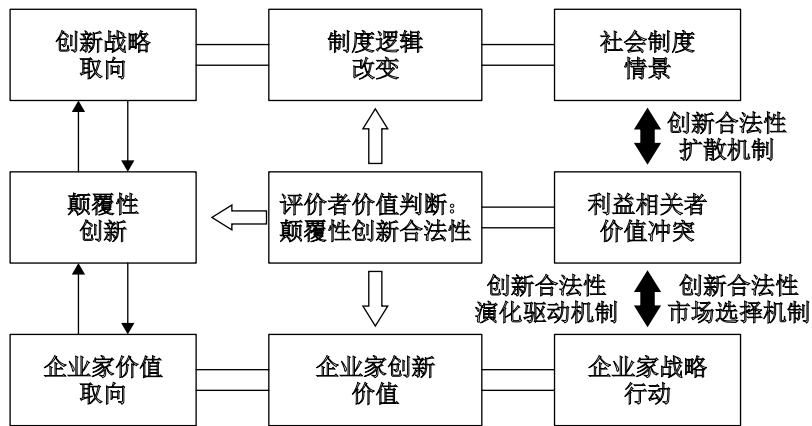 创新战略
取向
制度逻辑
改变
社会制度
情景
创新合法性
扩散机制
颠覆性
创新
评价者价值判断：
颠覆性创新合法性
利益相关者
价值冲突
创新合法性
演化驱动机制
创新合法性
市场选择机制
企业家价值
取向
企业家创新
价值
企业家战略
行动